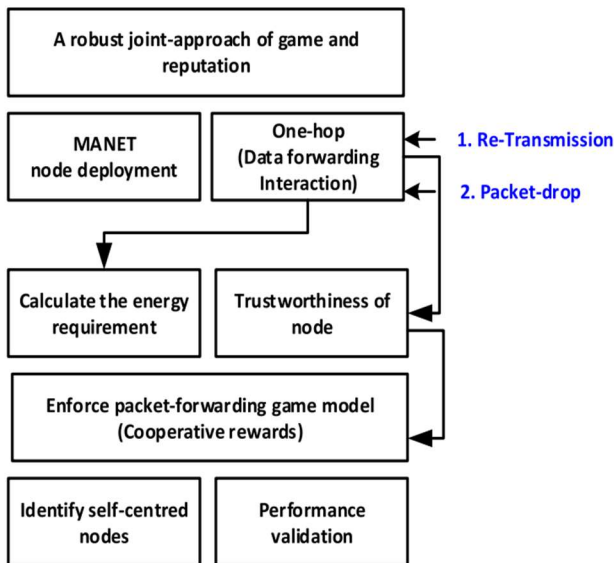 A robust joint-approach of game and
reputation
MANET
node deployment
One-hop
(Data forwarding
Interaction)
1. Re-Transmission
2. Packet-drop
Calculate the energy
requirement
Trustworthiness of
node
Enforce packet-forwarding game model
(Cooperative rewards)
Identify self-centred
nodes
Performance
validation